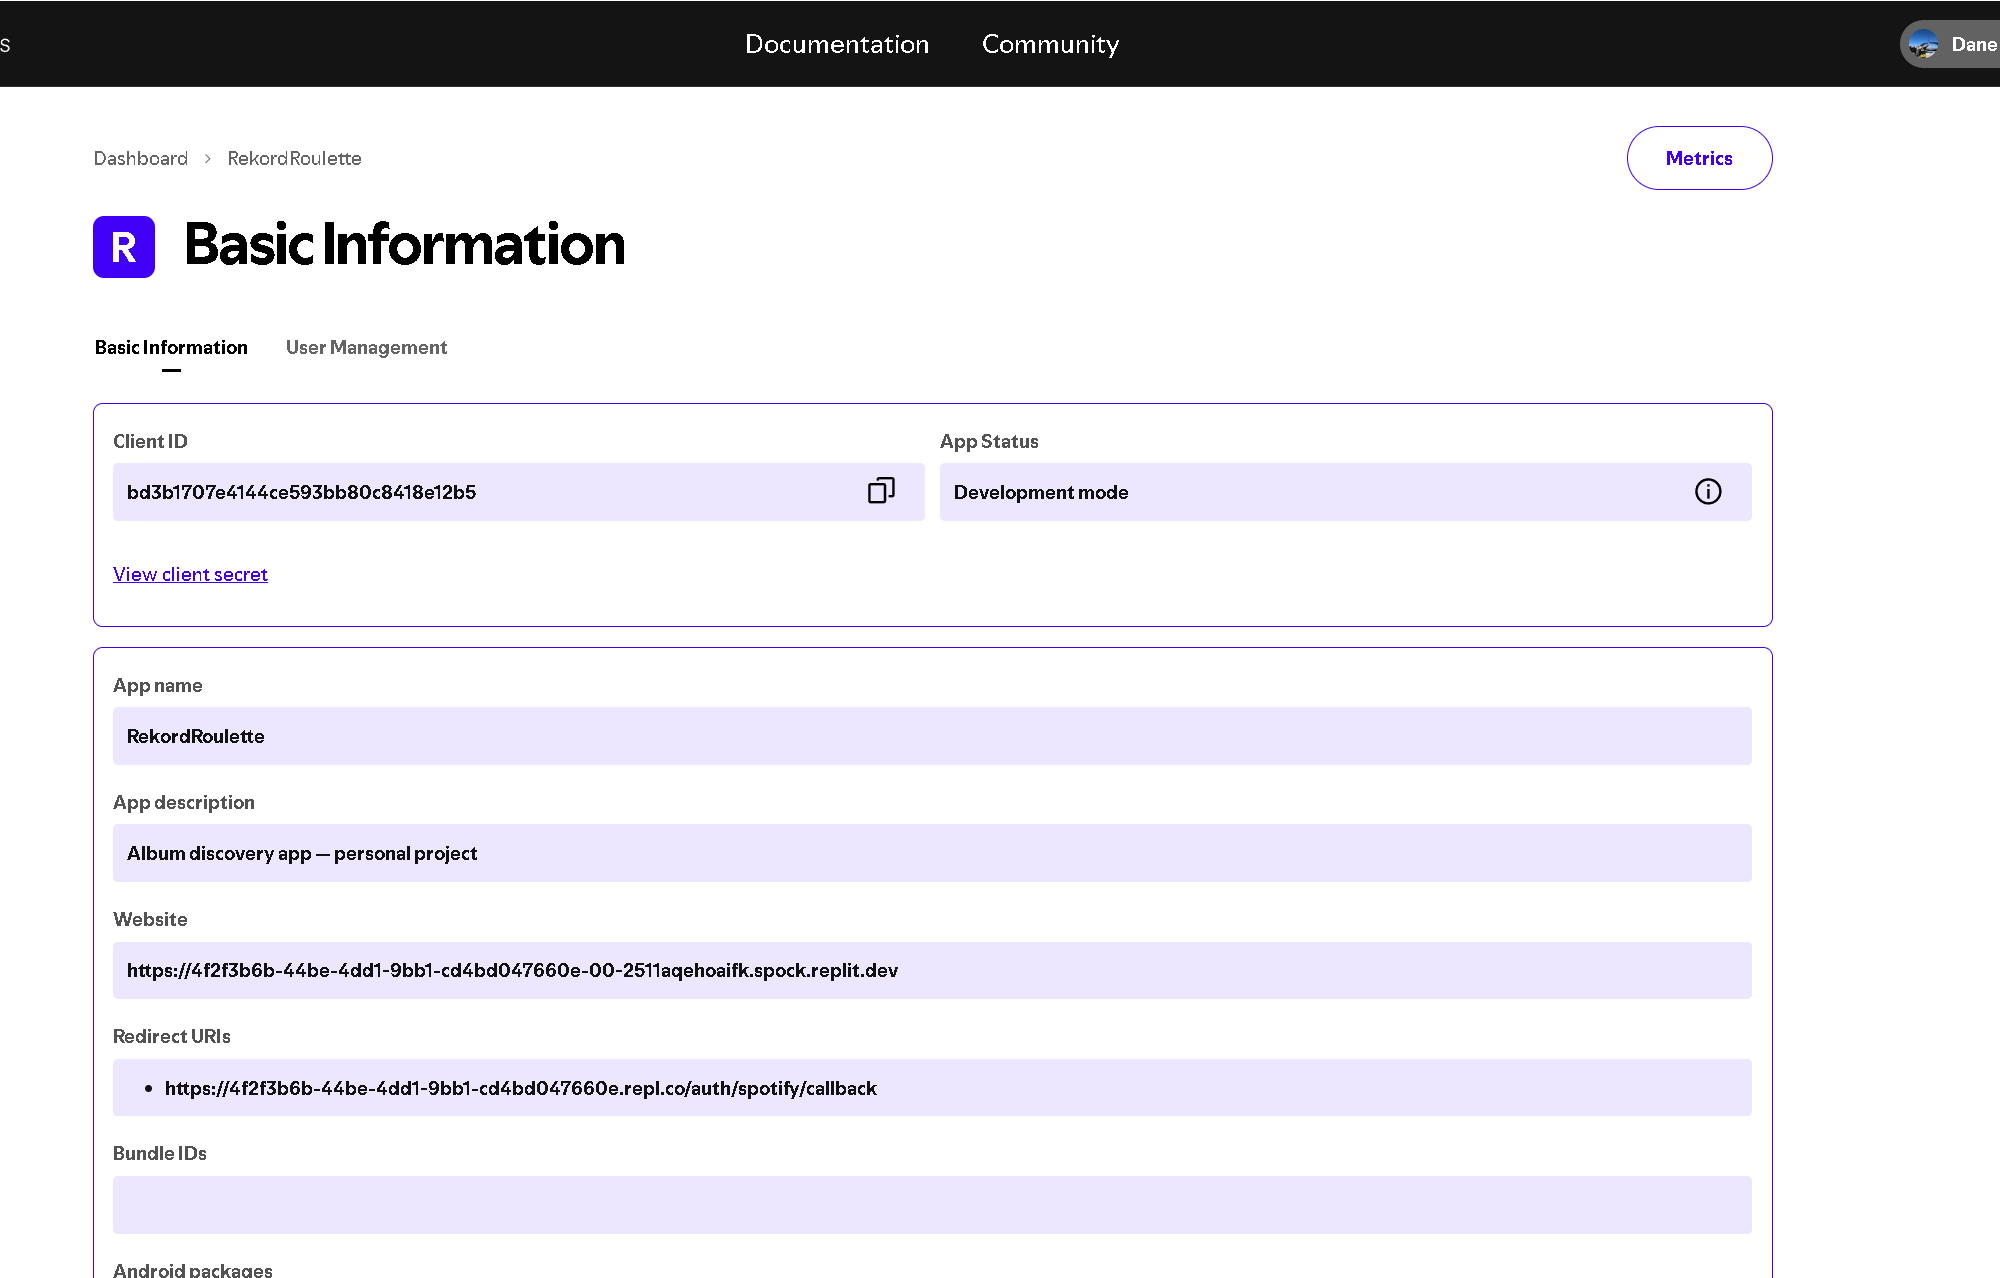 s
Documentation
Community
Dane
Dashboard > RekordRoulette
Metrics
R
Basic Information
Basic Information
User Management
Client ID
bd3b1707e4144ce593bb80c8418e12b5
App Status
Development mode
View client secret
App name
RekordRoulette
App description
Album discovery app — personal project
Website
https://4f2f3b6b-44be-4dd1-9bb1-cd4bd047660e-00-2511aqehoaifk.spock.replit.dev
Redirect URIs
• https://4f2f3b6b-44be-4dd1-9bb1-cd4bd047660e.repl.co/auth/spotify/callback
Bundle IDs
Android packages